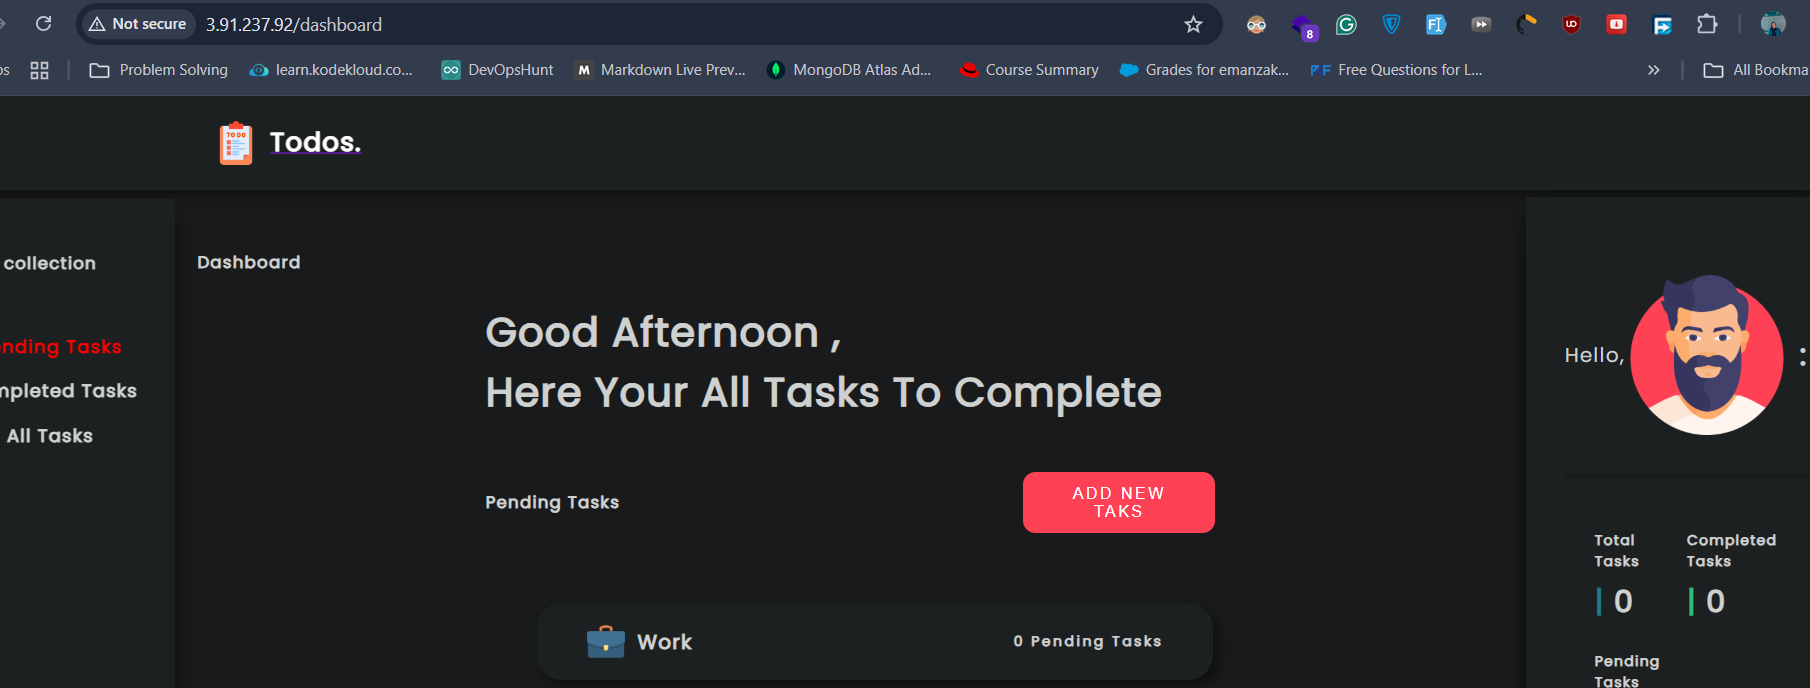 Not secure 3.91.237.92/dashboard
8
ps Problem Solving learn.kodekloud.co... DevOpsHunt Markdown Live Prev... MongoDB Atlas Ad... Course Summary Grades for emanzak... Free Questions for L... » All Bookma
TO DO
Todos.
collection
Dashboard
Good Afternoon ,
Here Your All Tasks To Complete
nding Tasks
mpleted Tasks
All Tasks
Pending Tasks
ADD NEW
TAKS
Work
0 Pending Tasks
Hello,
Total
Tasks
0
Completed
Tasks
0
Pending
Tasks